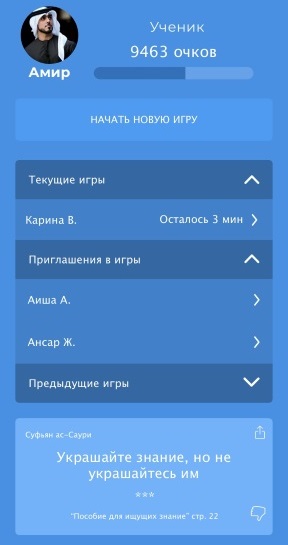 Ученик
9463 очков
Амир
НАЧАТЬ НОВУЮ ИГРУ
Текущие игры
Карина В. Осталось 3 мин
Приглашения в игры
Аиша А.
Ансар Ж.
Предыдущие игры
Суфьян ас-Саури
Украшайте знание, но не
украшайтесь им
***
"Пособие для ищущих знание" стр. 22